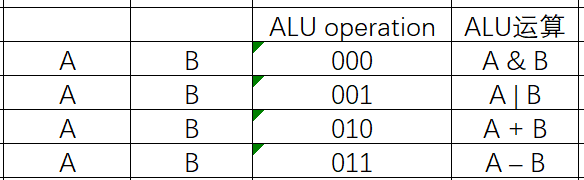 ALU operation ALU运算
A B 000 A & B
A B 001 A | B
A B 010 A + B
A B 011 A – B